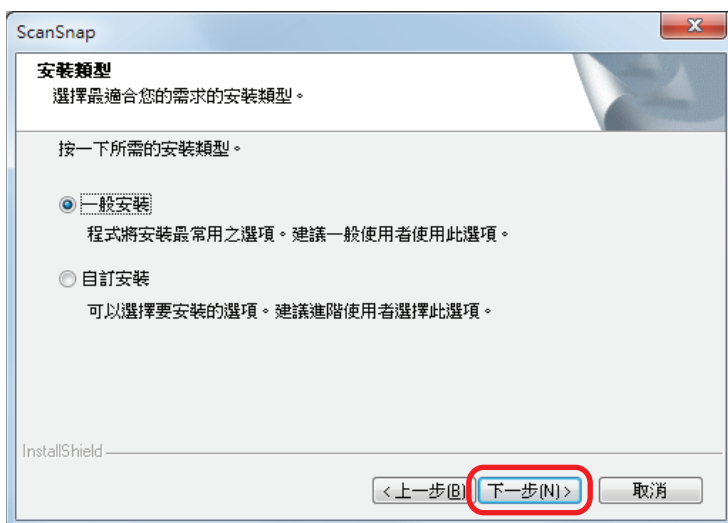 ScanSnap
安裝類型
選擇最適合您的需求的安裝類型。
按一下所需的安裝類型。
一般安裝
程式將安裝最常用之選項。建議一般使用者使用此選項。
自訂安裝
可以選擇要安裝的選項。建議進階使用者選擇此選項。
InstallShield
<上一步(B) 下一步(N)> 取消